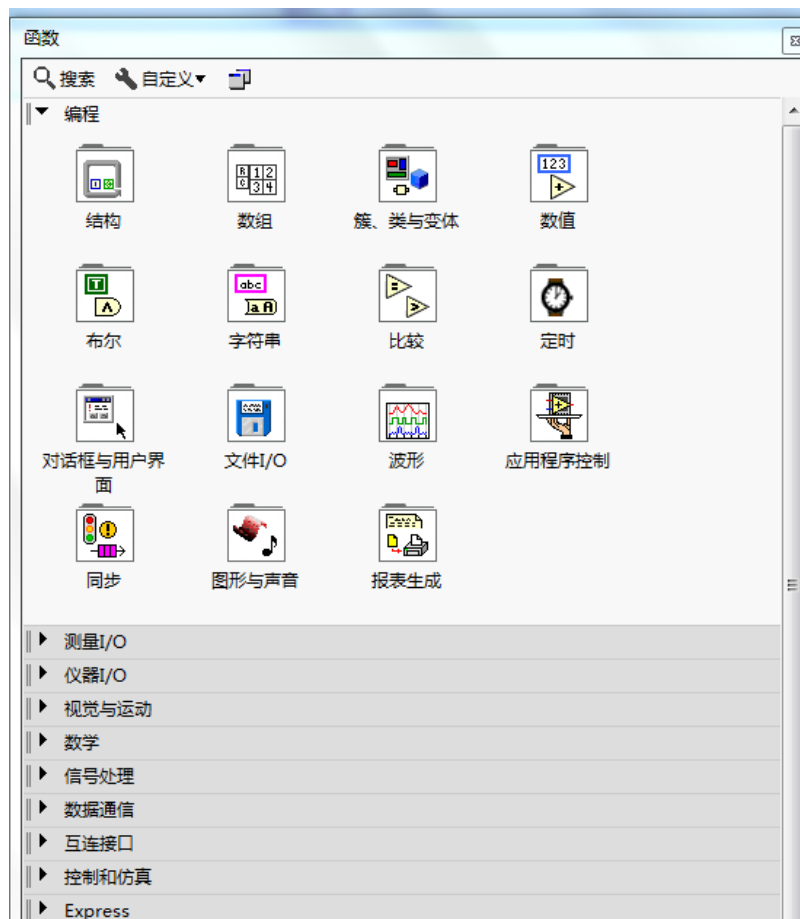 函数
搜索 自定义
编程
结构 数组 簇、类与变体 数值
布尔 字符串 比较 定时
对话框与用户界面 文件I/O 波形 应用程序控制
同步 图形与声音 报表生成
测量I/O
仪器I/O
视觉与运动
数学
信号处理
数据通信
互连接口
控制和仿真
Express